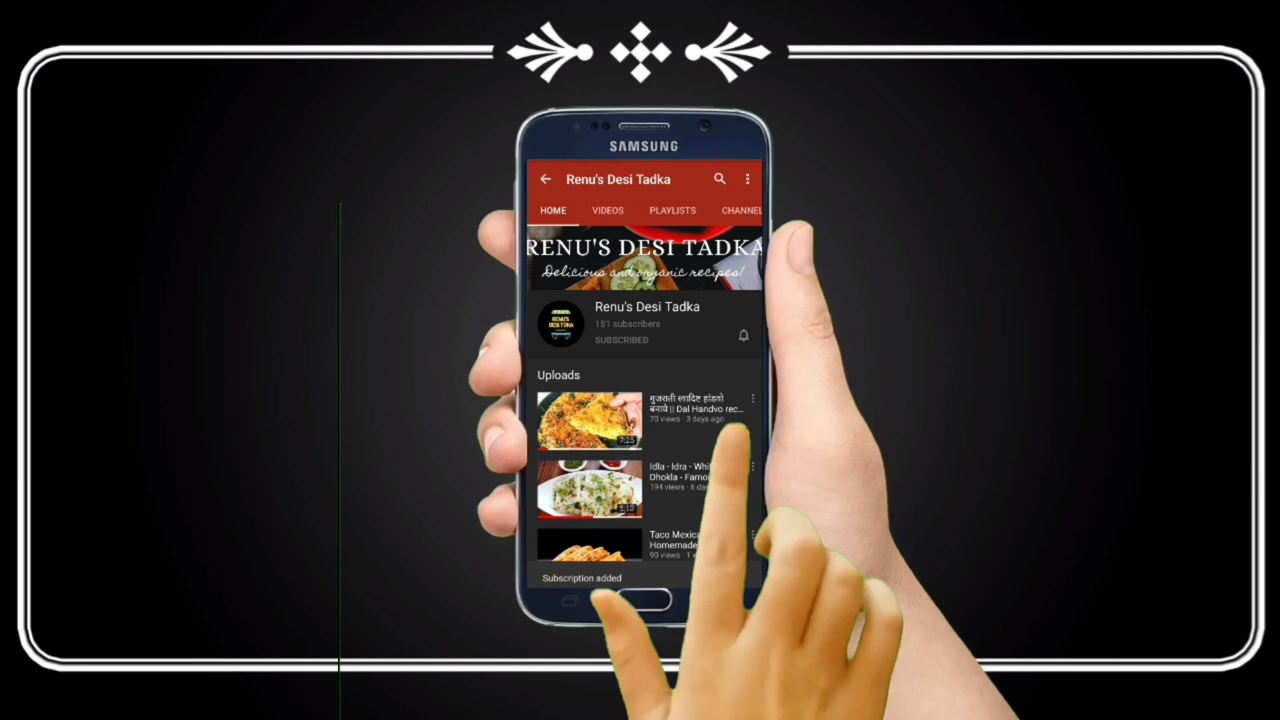 SAMSUNG
Renu's Desi Tadka
HOME VIDEOS PLAYLISTS CHANNEL
RENU'S DESI TADKA
Delicious and organic recipes!
Renu's Desi Tadka
181 subscribers
SUBSCRIBED
Uploads
गुजराती स्वादिष्ट हांडवो
बनाये || Dal Handvo rec...
70 views · 3 days ago
7:25
Idla - Idra - Whi
Dhokla - Famo
194 views · 6 da
Taco Mexica
Homemade
90 views · 1
Subscription added